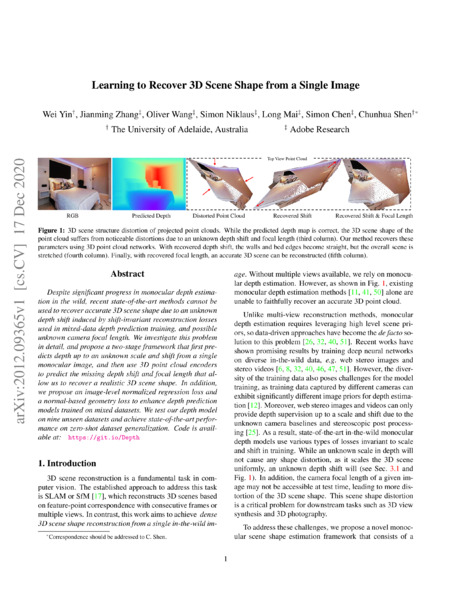 Learning to Recover 3D Scene Shape from a Single Image
Wei Yin†, Jianming Zhang‡, Oliver Wang‡, Simon Niklaus‡, Long Mai‡, Simon Chen‡, Chunhua Shen†*
† The University of Adelaide, Australia ‡ Adobe Research
arXiv:2012.09365v1 [cs.CV] 17 Dec 2020
Top View Point Cloud
RGB Predicted Depth Distorted Point Cloud Recovered Shift Recovered Shift & Focal Length
Figure 1: 3D scene structure distortion of projected point clouds. While the predicted depth map is correct, the 3D scene shape of the
point cloud suffers from noticeable distortions due to an unknown depth shift and focal length (third column). Our method recovers these
parameters using 3D point cloud networks. With recovered depth shift, the walls and bed edges become straight, but the overall scene is
stretched (fourth column). Finally, with recovered focal length, an accurate 3D scene can be reconstructed (fifth column).
Abstract
Despite significant progress in monocular depth estimation
in the wild, recent state-of-the-art methods cannot be
used to recover accurate 3D scene shape due to an unknown
depth shift induced by shift-invariant reconstruction losses
used in mixed-data depth prediction training, and possible
unknown camera focal length. We investigate this problem
in detail, and propose a two-stage framework that first predicts
depth up to an unknown scale and shift from a single
monocular image, and then use 3D point cloud encoders
to predict the missing depth shift and focal length that allow
us to recover a realistic 3D scene shape. In addition,
we propose an image-level normalized regression loss and
a normal-based geometry loss to enhance depth prediction
models trained on mixed datasets. We test our depth model
on nine unseen datasets and achieve state-of-the-art performance
on zero-shot dataset generalization. Code is available
at: https://git.io/Depth
1. Introduction
3D scene reconstruction is a fundamental task in computer
vision. The established approach to address this task
is SLAM or SfM [17], which reconstructs 3D scenes based
on feature-point correspondence with consecutive frames or
multiple views. In contrast, this work aims to achieve dense
3D scene shape reconstruction from a single in-the-wild im-
*Correspondence should be addressed to C. Shen.
age. Without multiple views available, we rely on monocular
depth estimation. However, as shown in Fig. 1, existing
monocular depth estimation methods [11, 41, 50] alone are
unable to faithfully recover an accurate 3D point cloud.
Unlike multi-view reconstruction methods, monocular
depth estimation requires leveraging high level scene priors,
so data-driven approaches have become the de facto solution
to this problem [26, 32, 40, 51]. Recent works have
shown promising results by training deep neural networks
on diverse in-the-wild data, e.g. web stereo images and
stereo videos [6, 8, 32, 40, 46, 47, 51]. However, the diversity
of the training data also poses challenges for the model
training, as training data captured by different cameras can
exhibit significantly different image priors for depth estimation
[12]. Moreover, web stereo images and videos can only
provide depth supervision up to a scale and shift due to the
unknown camera baselines and stereoscopic post processing
[25]. As a result, state-of-the-art in-the-wild monocular
depth models use various types of losses invariant to scale
and shift in training. While an unknown scale in depth will
not cause any shape distortion, as it scales the 3D scene
uniformly, an unknown depth shift will (see Sec. 3.1 and
Fig. 1). In addition, the camera focal length of a given image
may not be accessible at test time, leading to more distortion
of the 3D scene shape. This scene shape distortion
is a critical problem for downstream tasks such as 3D view
synthesis and 3D photography.
To address these challenges, we propose a novel monocular
scene shape estimation framework that consists of a
1